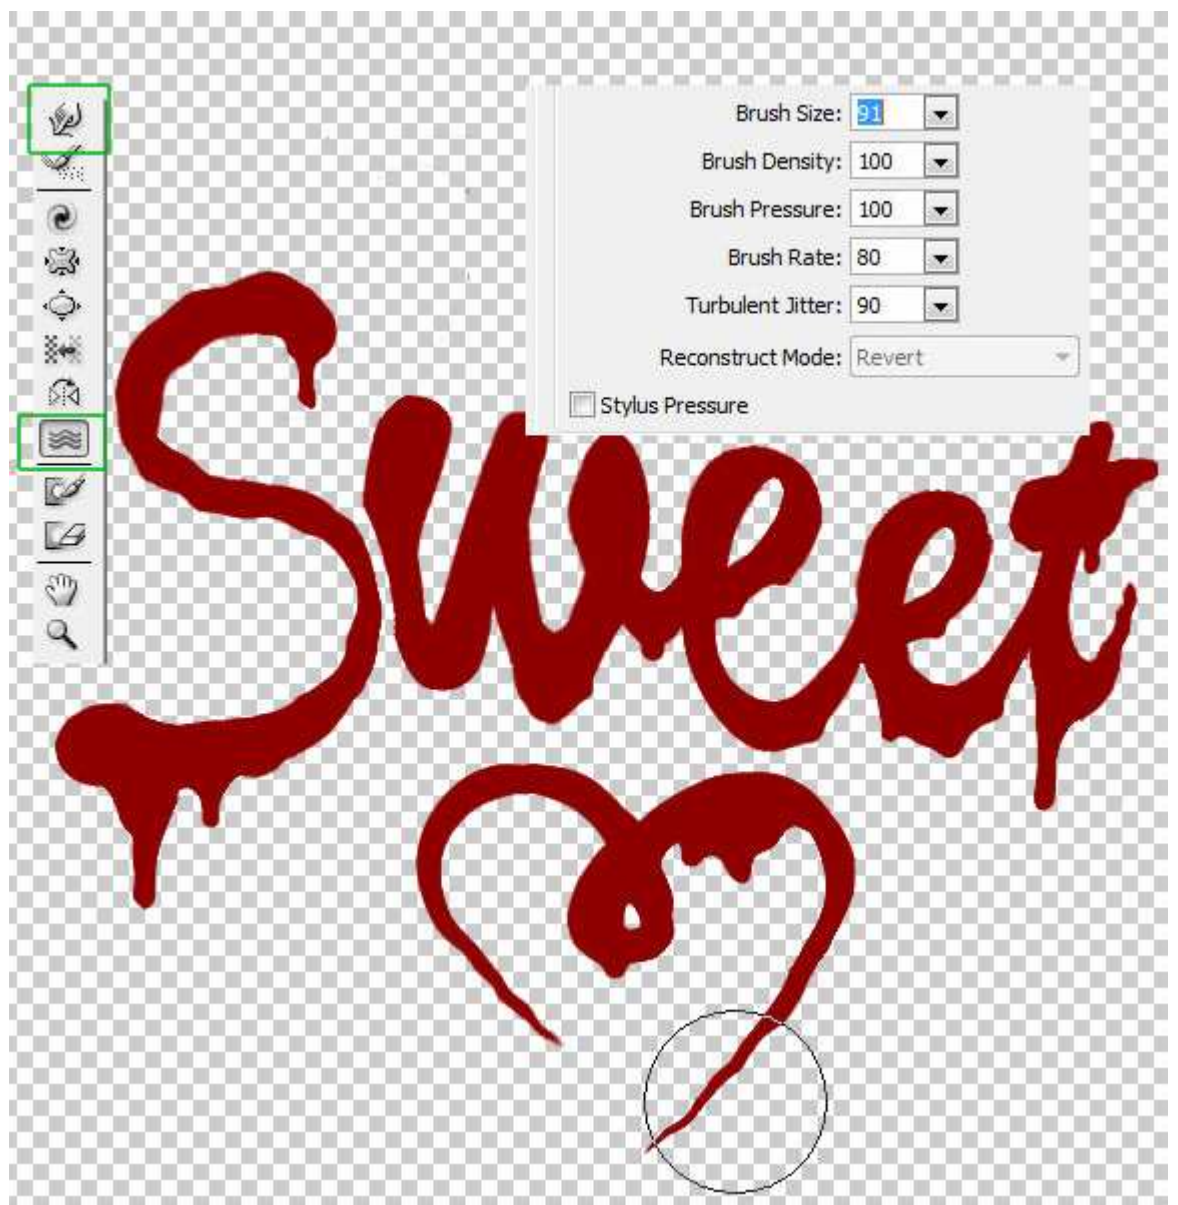 Brush Size: 91
Brush Density: 100
Brush Pressure: 100
Brush Rate: 80
Turbulent Jitter: 90
Reconstruct Mode: Revert
Stylus Pressure
Sweet